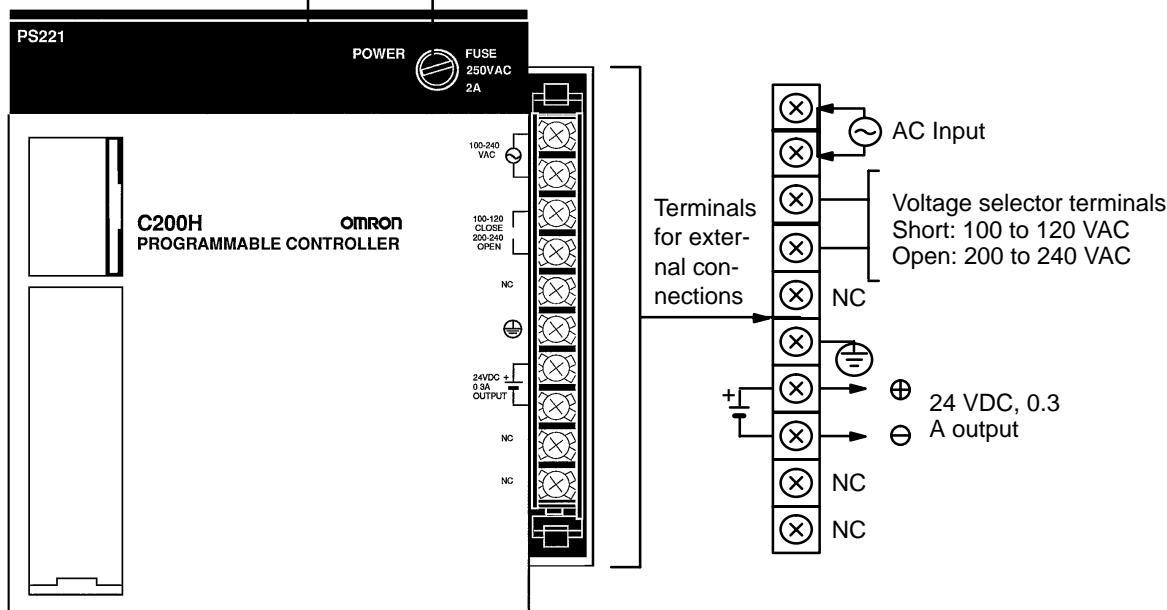 PS221
POWER
FUSE
250VAC
2A
100-240
VAC
C200H
OMRON
PROGRAMMABLE CONTROLLER
100-120
CLOSE
200-240
OPEN
NC
24VDC +
0.3A
OUTPUT
NC
NC
Terminals
for exter-
nal con-
nections
AC Input
Voltage selector terminals
Short: 100 to 120 VAC
Open: 200 to 240 VAC
NC
+
24 VDC, 0.3
A output
NC
NC